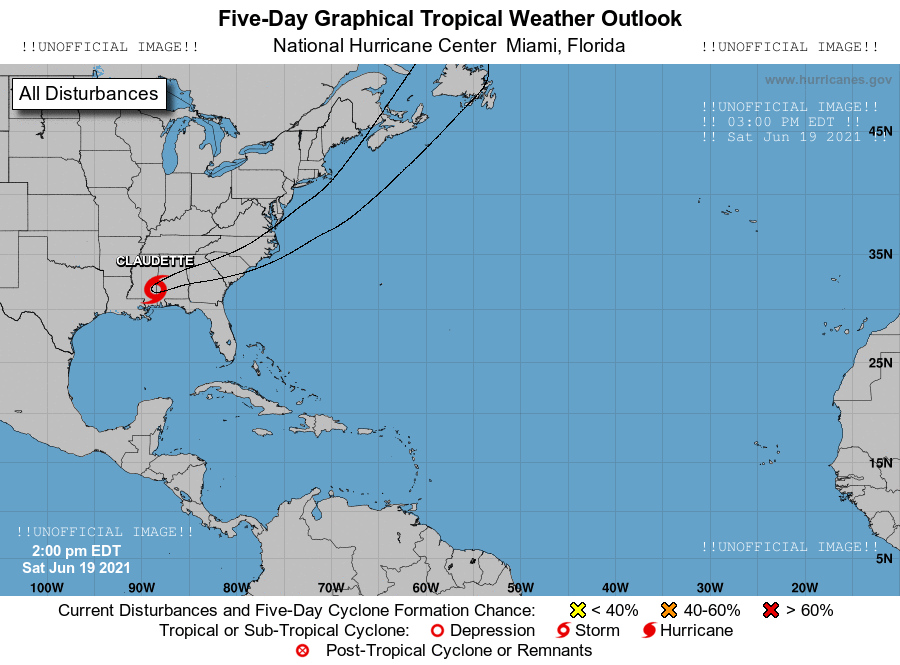 Five-Day Graphical Tropical Weather Outlook
!!UNOFFICIAL IMAGE!! National Hurricane Center  Miami, Florida !!UNOFFICIAL IMAGE!!
All Disturbances
www.hurricanes.gov
!!UNOFFICIAL IMAGE!!
!! 03:00 PM EDT !!
!! Sat Jun 19 2021 !!
45N
35N
CLAUDETTE
25N
15N
!!UNOFFICIAL IMAGE!!
2:00 pm EDT
Sat Jun 19 2021
!!UNOFFICIAL IMAGE!!
5N
100W 90W 80W 70W 60W 50W 40W 30W 20W
Current Disturbances and Five-Day Cyclone Formation Chance: < 40% 40-60% > 60%
Tropical or Sub-Tropical Cyclone: Depression Storm Hurricane
Post-Tropical Cyclone or Remnants